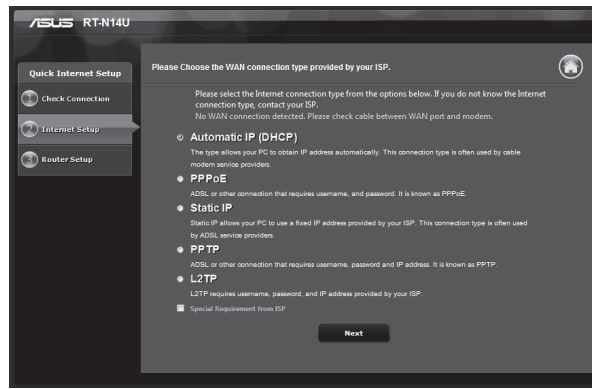 ASUS RT-N14U
Quick Internet Setup
1 Check Connection
2 Internet Setup
3 Router Setup
Please Choose the WAN connection type provided by your ISP.
Please select the Internet connection type from the options below. If you do not know the Internet
connection type, contact your ISP.
No WAN connection detected. Please check cable between WAN port and modem.
Automatic IP (DHCP)
The type allows your PC to obtain IP address automatically. This connection type is often used by cable
modem service providers.
PPPoE
ADSL or other connection that requires username, and password. It is known as PPPoE.
Static IP
Static IP allows your PC to use a fixed IP address provided by your ISP. This connection type is often used
by ADSL service providers.
PPTP
ADSL or other connection that requires username, password and IP address. It is known as PPTP.
L2TP
L2TP requires username, password, and IP address provided by your ISP.
Special Requirement from ISP
Next